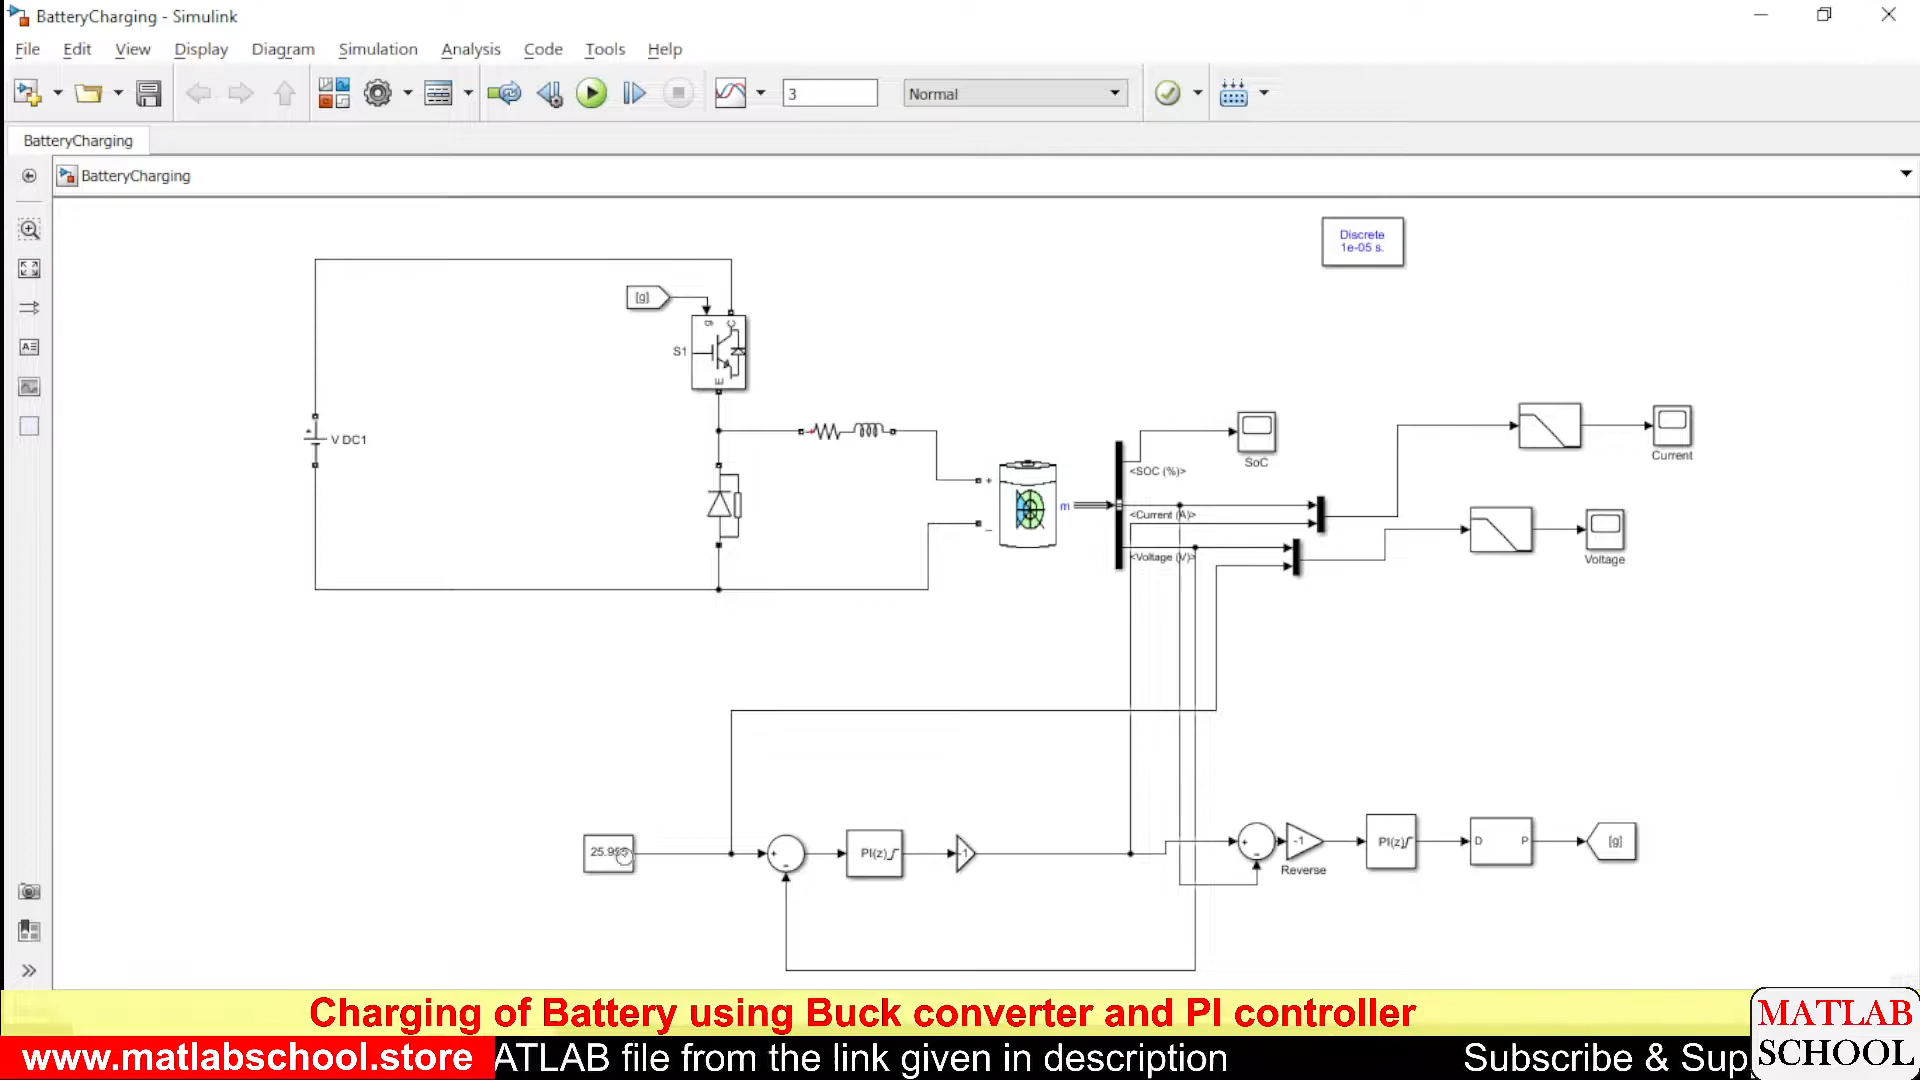 BatteryCharging - Simulink
File Edit View Display Diagram Simulation Analysis Code Tools Help
3 Normal
BatteryCharging
BatteryCharging
Discrete
1e-05 s.
[g]
g C
S1
E
V DC1
+
m
<SOC (%)>
SoC
<Current (A)>
Current
<Voltage (V)>
Voltage
PI(z)
-1
-1
Reverse
PI(z)
D P
[g]
Charging of Battery using Buck converter and PI controller
MATLAB
SCHOOL
www.matlabschool.store
ATLAB file from the link given in description
Subscribe & Sup